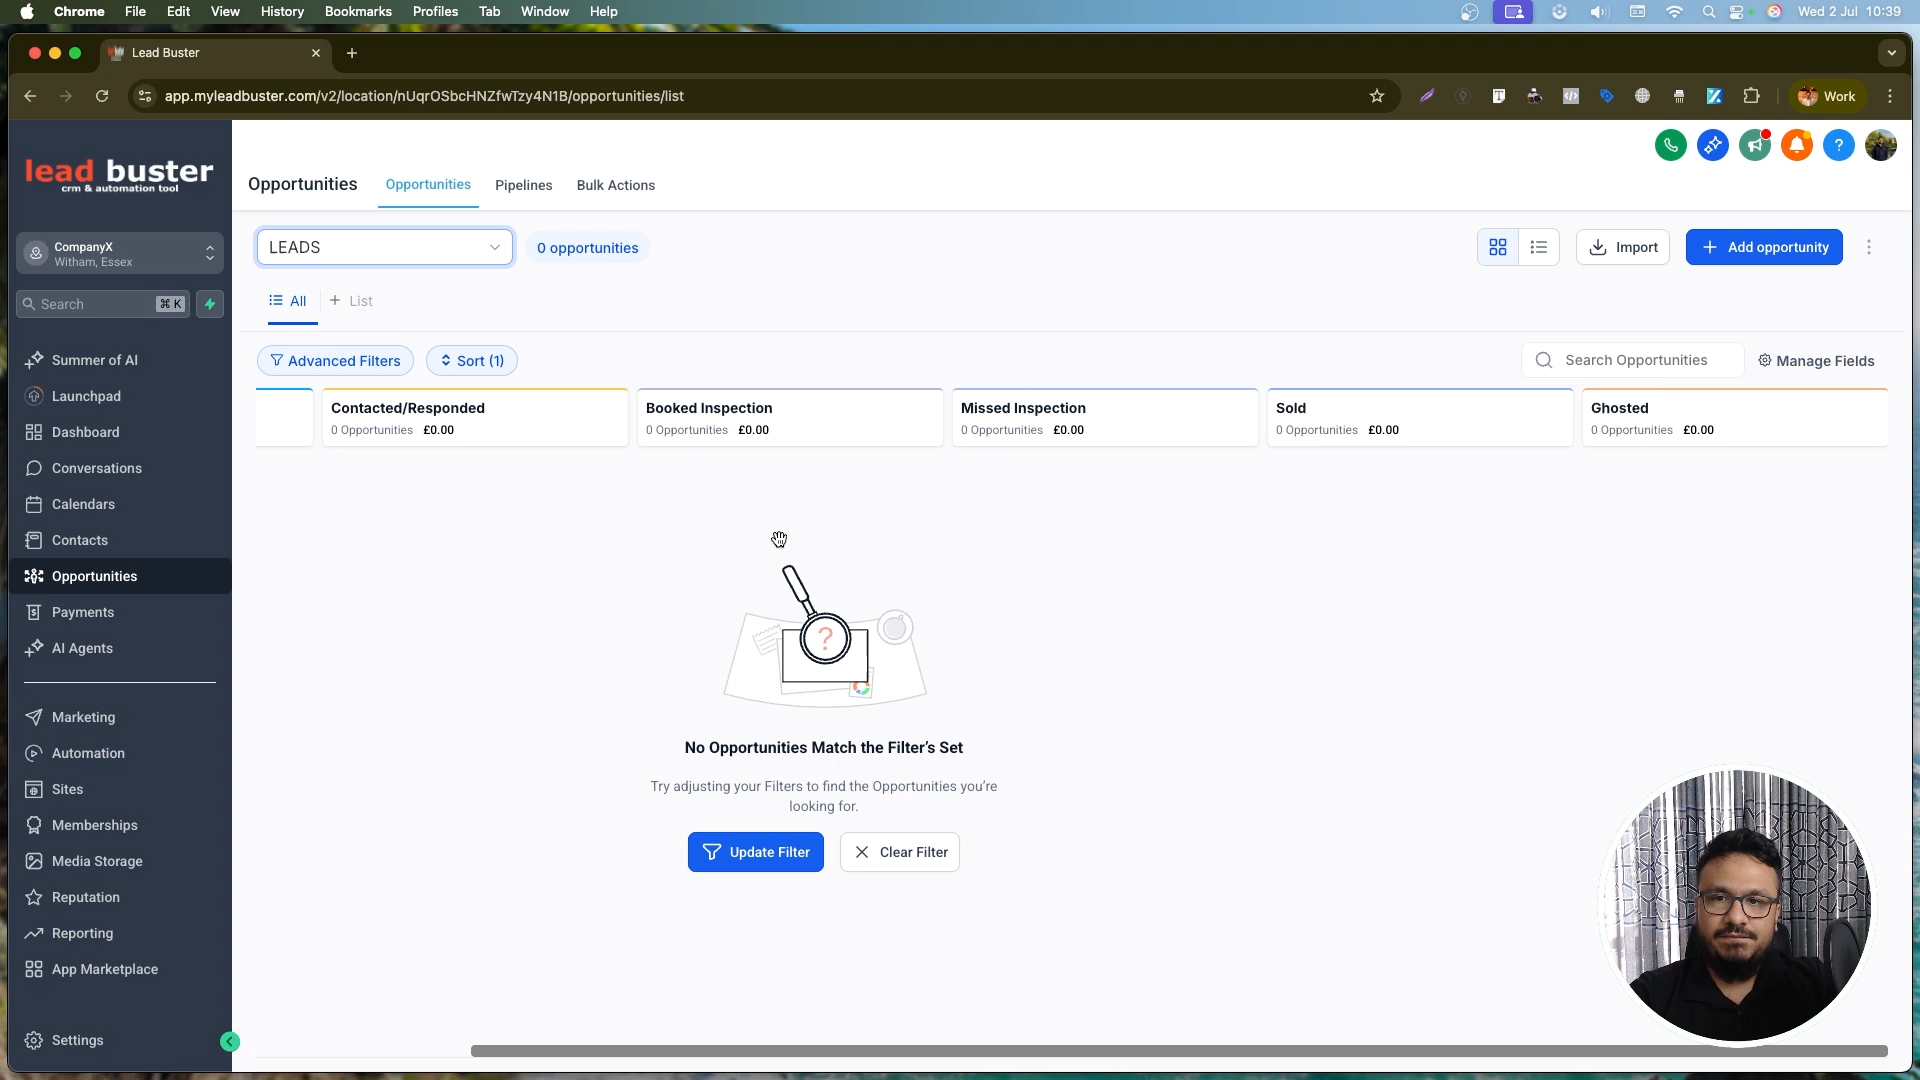 Chrome File Edit View History Bookmarks Profiles Tab Window Help Wed 2 Jul 10:39
Lead Buster
app.myleadbuster.com/v2/location/nUqrOSbcHNZfwTzy4N1B/opportunities/list Work
lead buster
crm & automation tool
CompanyX
Witham, Essex
Search ⌘ K
Summer of AI
Launchpad
Dashboard
Conversations
Calendars
Contacts
Opportunities
Payments
AI Agents
Marketing
Automation
Sites
Memberships
Media Storage
Reputation
Reporting
App Marketplace
Settings
Opportunities Opportunities Pipelines Bulk Actions
LEADS 0 opportunities Import + Add opportunity
All + List
Advanced Filters Sort (1) Search Opportunities Manage Fields
Contacted/Responded Booked Inspection Missed Inspection Sold Ghosted
0 Opportunities £0.00 0 Opportunities £0.00 0 Opportunities £0.00 0 Opportunities £0.00 0 Opportunities £0.00
?
No Opportunities Match the Filter’s Set
Try adjusting your Filters to find the Opportunities you’re
looking for.
Update Filter Clear Filter